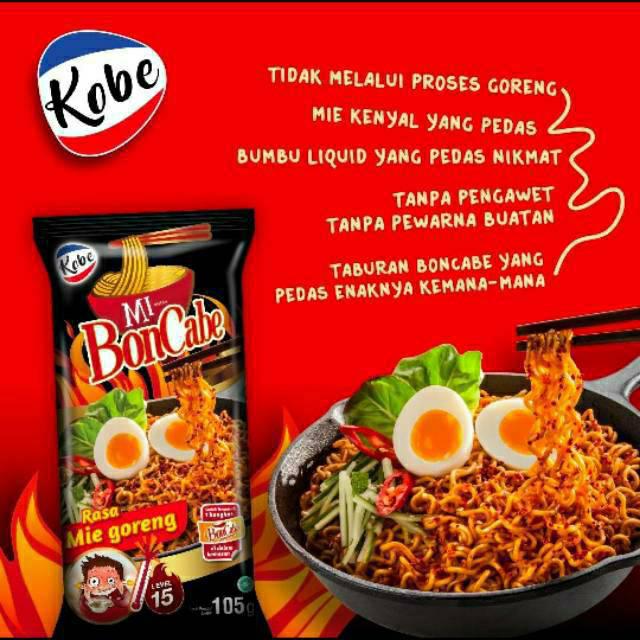 Kobe
TIDAK MELALUI PROSES GORENG
MIE KENYAL YANG PEDAS
BUMBU LIQUID YANG PEDAS NIKMAT
TANPA PENGAWET
TANPA PEWARNA BUATAN
TABURAN BONCABE YANG
PEDAS ENAKNYA KEMANA-MANA
Kobe
MI
BonCabe
Rasa
Mie goreng
BonCabe
LEVEL
15
105g